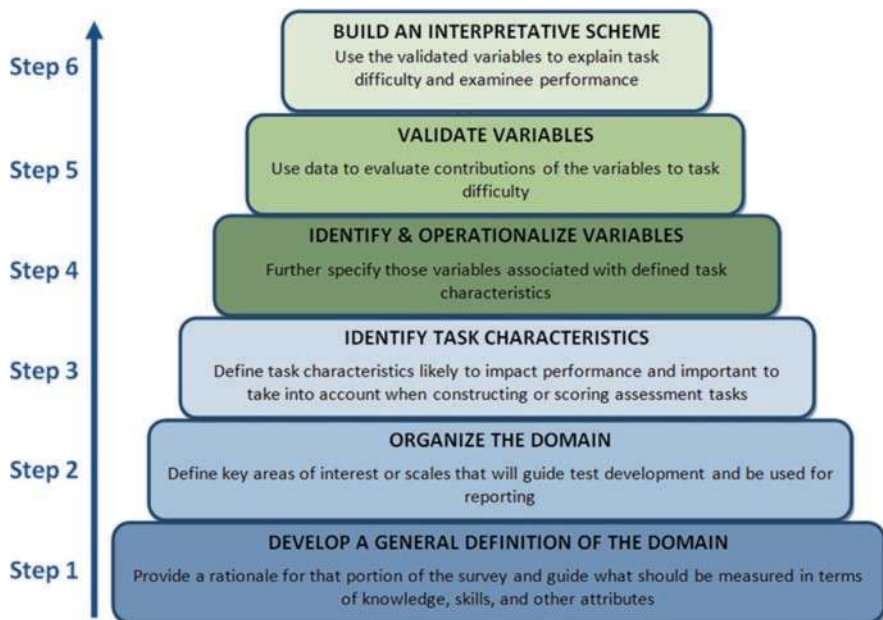 Step 6
BUILD AN INTERPRETATIVE SCHEME
Use the validated variables to explain task
difficulty and examinee performance
Step 5
VALIDATE VARIABLES
Use data to evaluate contributions of the variables to task
difficulty
Step 4
IDENTIFY & OPERATIONALIZE VARIABLES
Further specify those variables associated with defined task
characteristics
Step 3
IDENTIFY TASK CHARACTERISTICS
Define task characteristics likely to impact performance and important to
take into account when constructing or scoring assessment tasks
Step 2
ORGANIZE THE DOMAIN
Define key areas of interest or scales that will guide test development and be used for
reporting
Step 1
DEVELOP A GENERAL DEFINITION OF THE DOMAIN
Provide a rationale for that portion of the survey and guide what should be measured in terms
of knowledge, skills, and other attributes